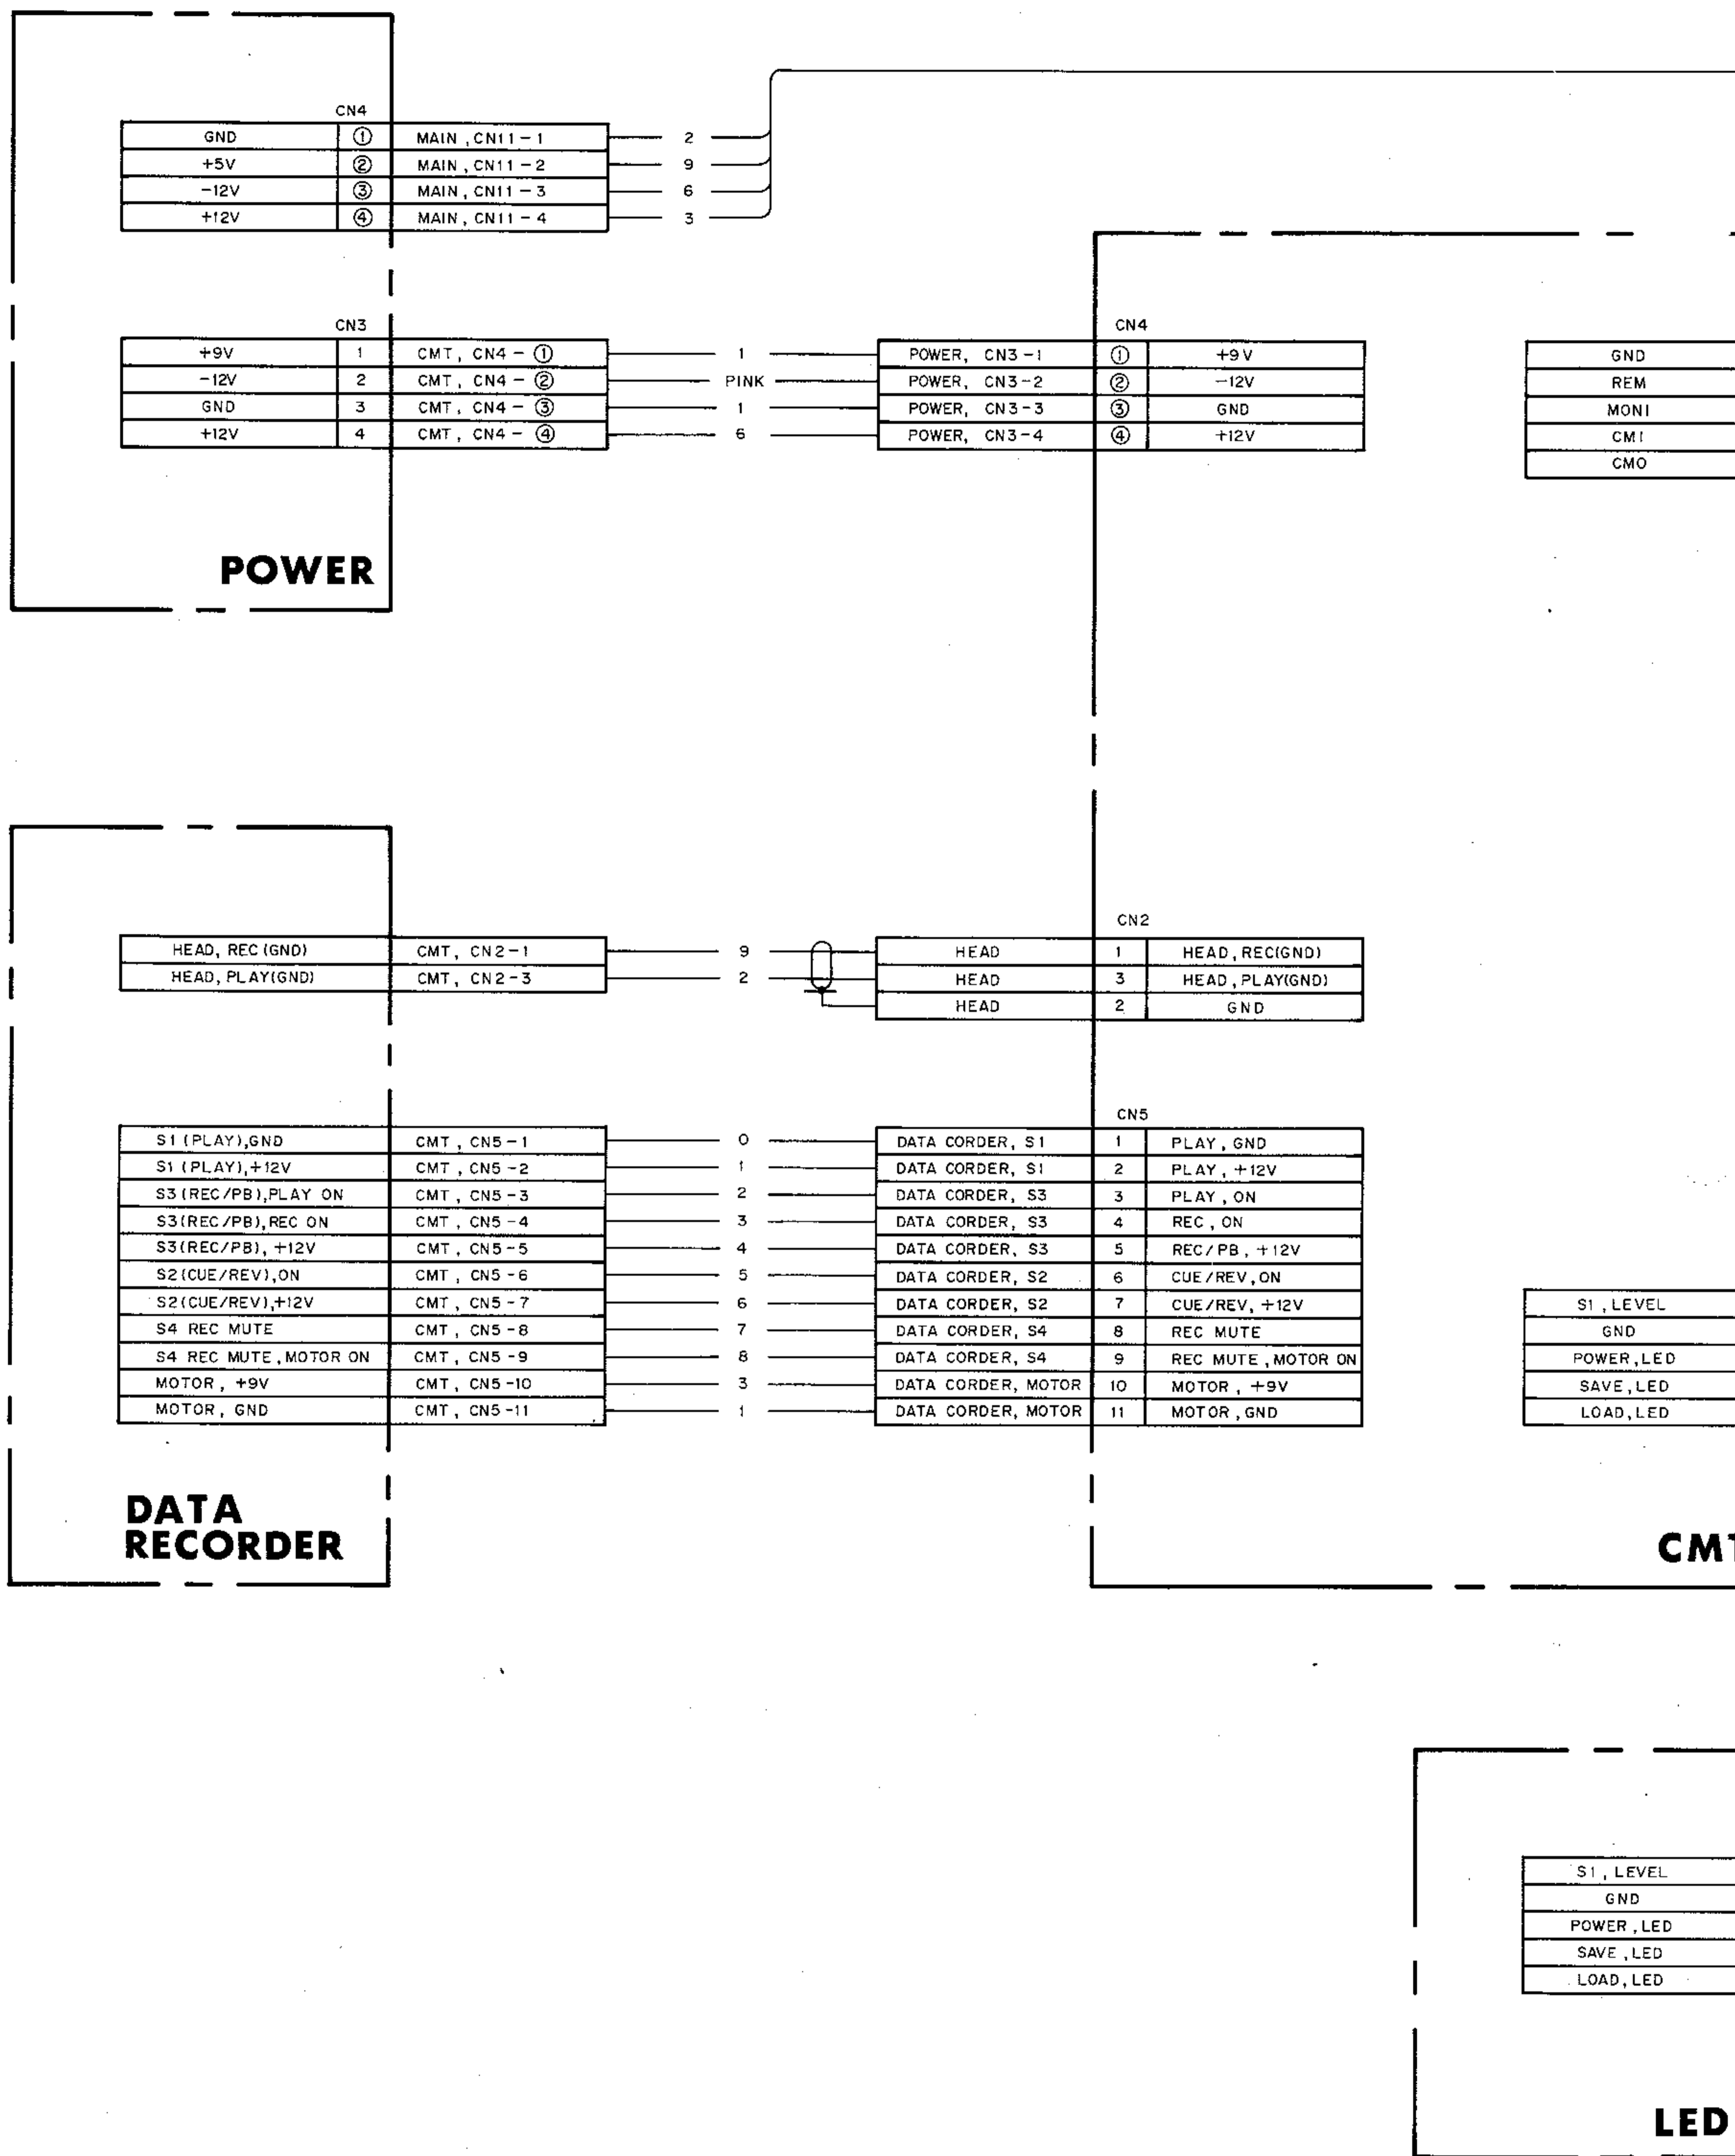 CN4
GND ① MAIN, CN11-1 2
+5V ② MAIN, CN11-2 9
-12V ③ MAIN, CN11-3 6
+12V ④ MAIN, CN11-4 3
CN3
+9V 1 CMT, CN4-① 1
-12V 2 CMT, CN4-② PINK
GND 3 CMT, CN4-③ 1
+12V 4 CMT, CN4-④ 6
POWER
CN4
POWER, CN3-1 ① +9V
POWER, CN3-2 ② -12V
POWER, CN3-3 ③ GND
POWER, CN3-4 ④ +12V
GND
REM
MONI
CMI
CMO
HEAD, REC (GND) CMT, CN2-1 9
HEAD, PLAY(GND) CMT, CN2-3 2
CN2
HEAD 1 HEAD, REC(GND)
HEAD 3 HEAD, PLAY(GND)
HEAD 2 GND
S1 (PLAY),GND CMT, CN5-1 0
S1 (PLAY),+12V CMT, CN5-2 1
S3(REC/PB),PLAY ON CMT, CN5-3 2
S3(REC/PB),REC ON CMT, CN5-4 3
S3(REC/PB), +12V CMT, CN5-5 4
S2(CUE/REV),ON CMT, CN5-6 5
S2(CUE/REV),+12V CMT, CN5-7 6
S4 REC MUTE CMT, CN5-8 7
S4 REC MUTE, MOTOR ON CMT, CN5-9 8
MOTOR, +9V CMT, CN5-10 3
MOTOR, GND CMT, CN5-11 1
DATA
RECORDER
CN5
DATA CORDER, S1 1 PLAY, GND
DATA CORDER, S1 2 PLAY, +12V
DATA CORDER, S3 3 PLAY, ON
DATA CORDER, S3 4 REC, ON
DATA CORDER, S3 5 REC/PB, +12V
DATA CORDER, S2 6 CUE/REV, ON
DATA CORDER, S2 7 CUE/REV, +12V
DATA CORDER, S4 8 REC MUTE
DATA CORDER, S4 9 REC MUTE, MOTOR ON
DATA CORDER, MOTOR 10 MOTOR, +9V
DATA CORDER, MOTOR 11 MOTOR, GND
S1, LEVEL
GND
POWER, LED
SAVE, LED
LOAD, LED
CMT
S1, LEVEL
GND
POWER, LED
SAVE, LED
LOAD, LED
LED